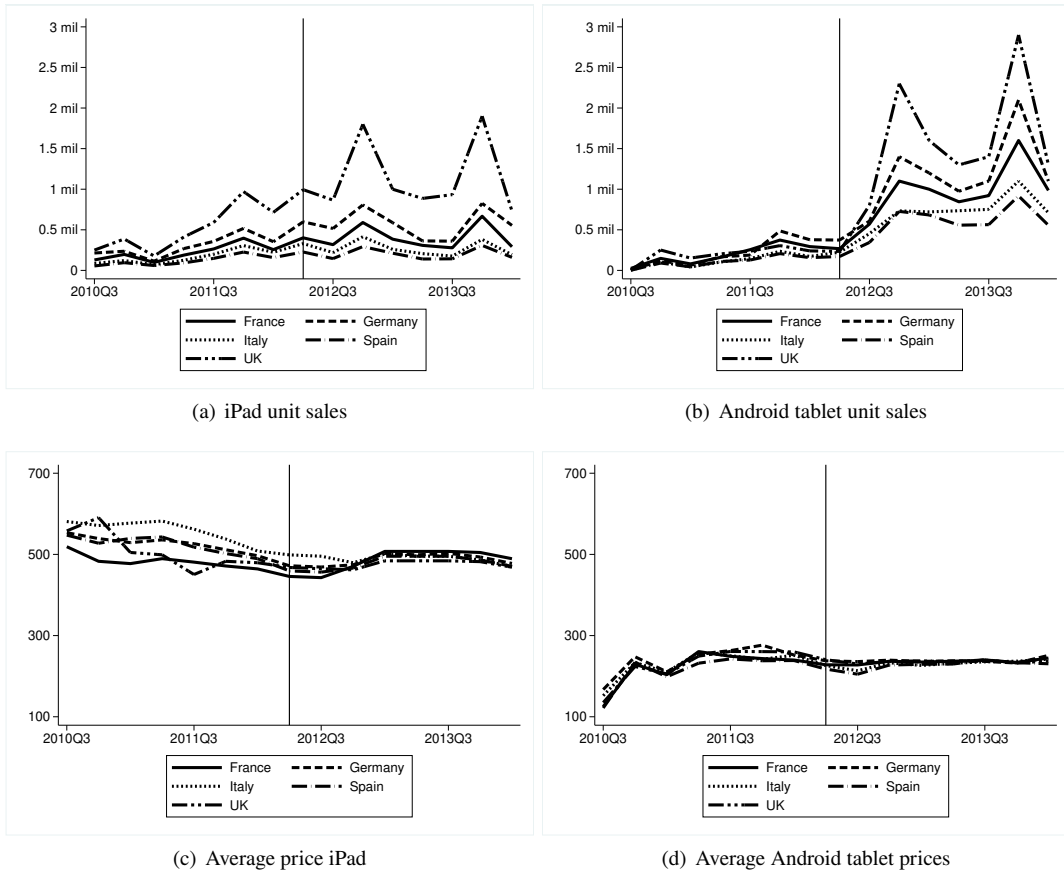 3 mil
2.5 mil
2 mil
1.5 mil
1 mil
0.5 mil
0
2010Q3 2011Q3 2012Q3 2013Q3
France Germany
Italy Spain
UK
(a) iPad unit sales
3 mil
2.5 mil
2 mil
1.5 mil
1 mil
0.5 mil
0
2010Q3 2011Q3 2012Q3 2013Q3
France Germany
Italy Spain
UK
(b) Android tablet unit sales
700
500
300
100
2010Q3 2011Q3 2012Q3 2013Q3
France Germany
Italy Spain
UK
(c) Average price iPad
700
500
300
100
2010Q3 2011Q3 2012Q3 2013Q3
France Germany
Italy Spain
UK
(d) Average Android tablet prices